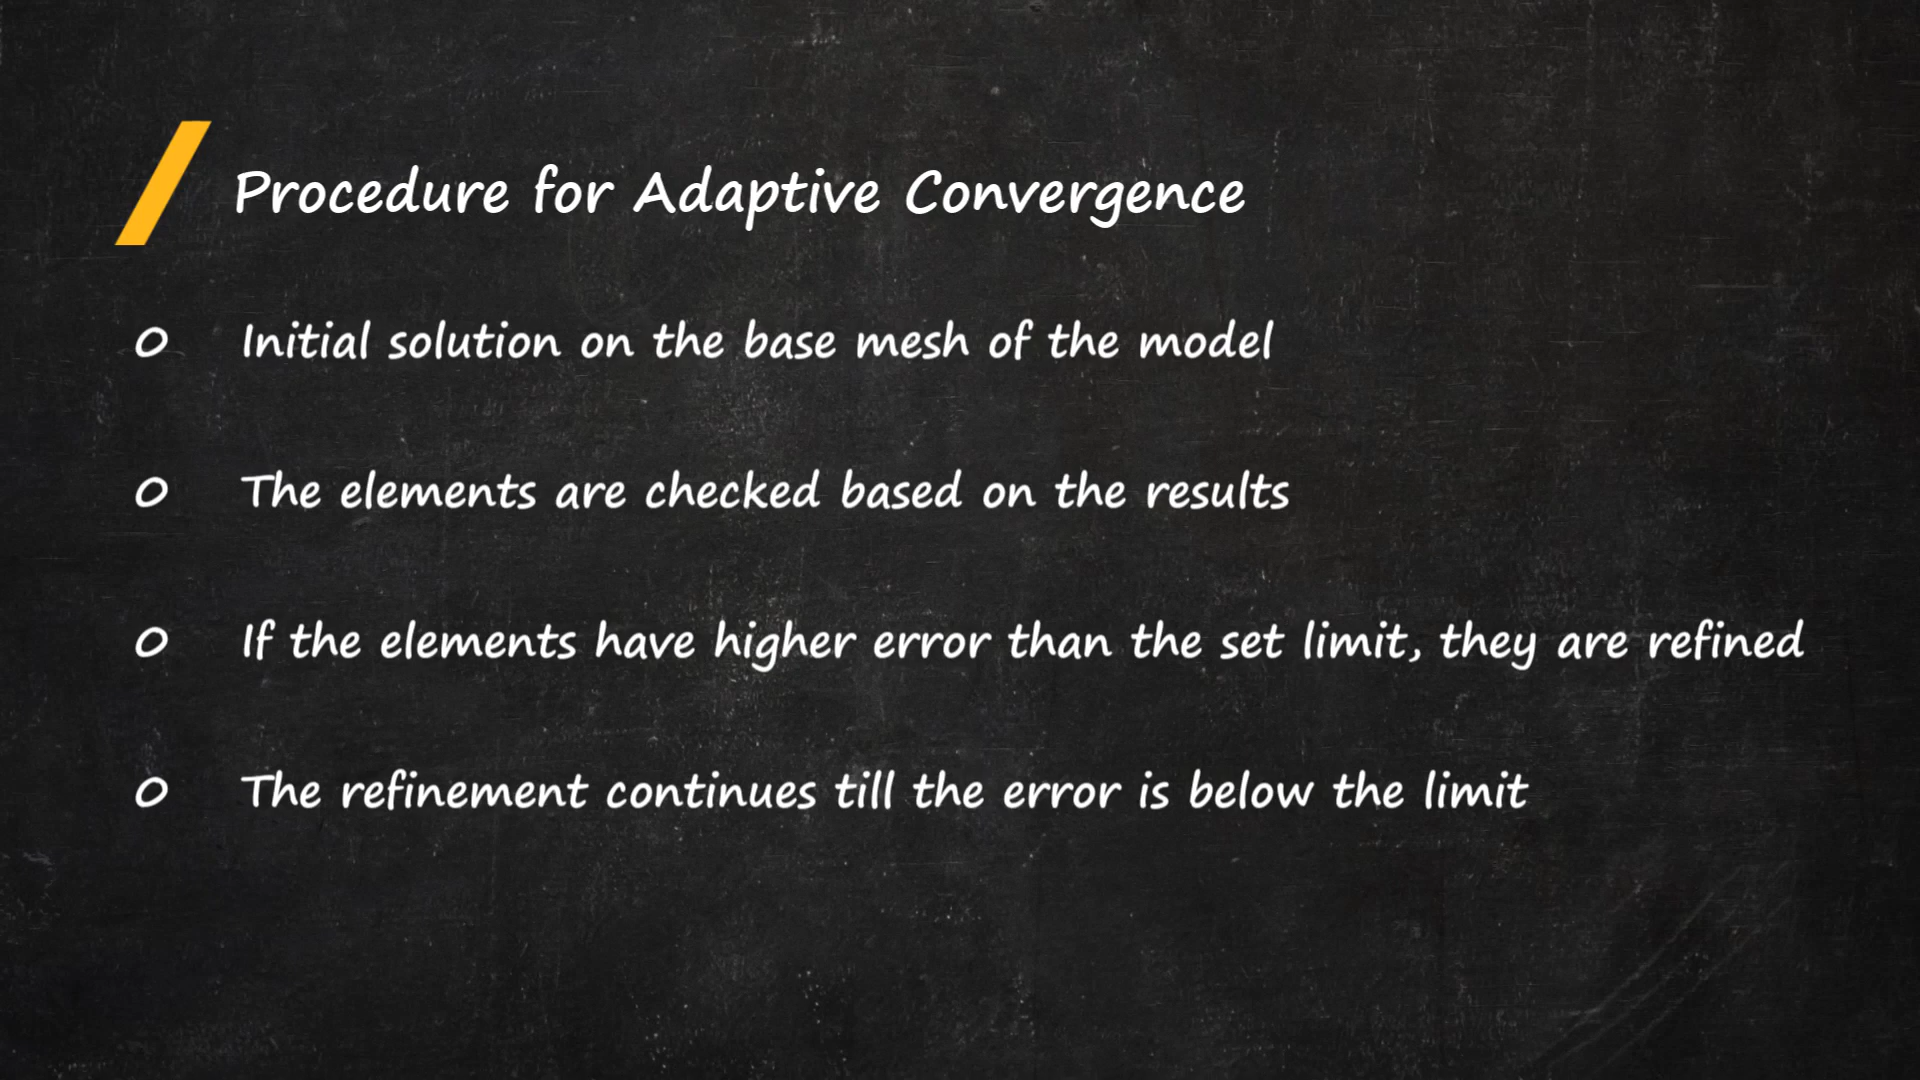 Procedure for Adaptive Convergence
o Initial solution on the base mesh of the model
o The elements are checked based on the results
o If the elements have higher error than the set limit, they are refined
o The refinement continues till the error is below the limit